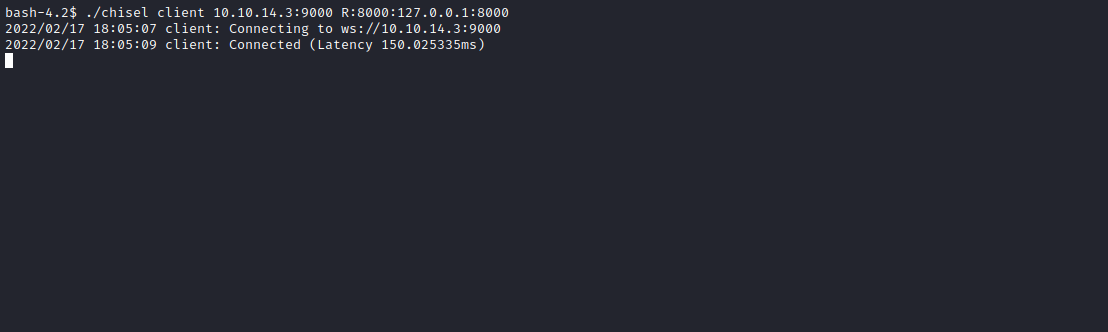 bash-4.2$ ./chisel client 10.10.14.3:9000 R:8000:127.0.0.1:8000
2022/02/17 18:05:07 client: Connecting to ws://10.10.14.3:9000
2022/02/17 18:05:09 client: Connected (Latency 150.025335ms)